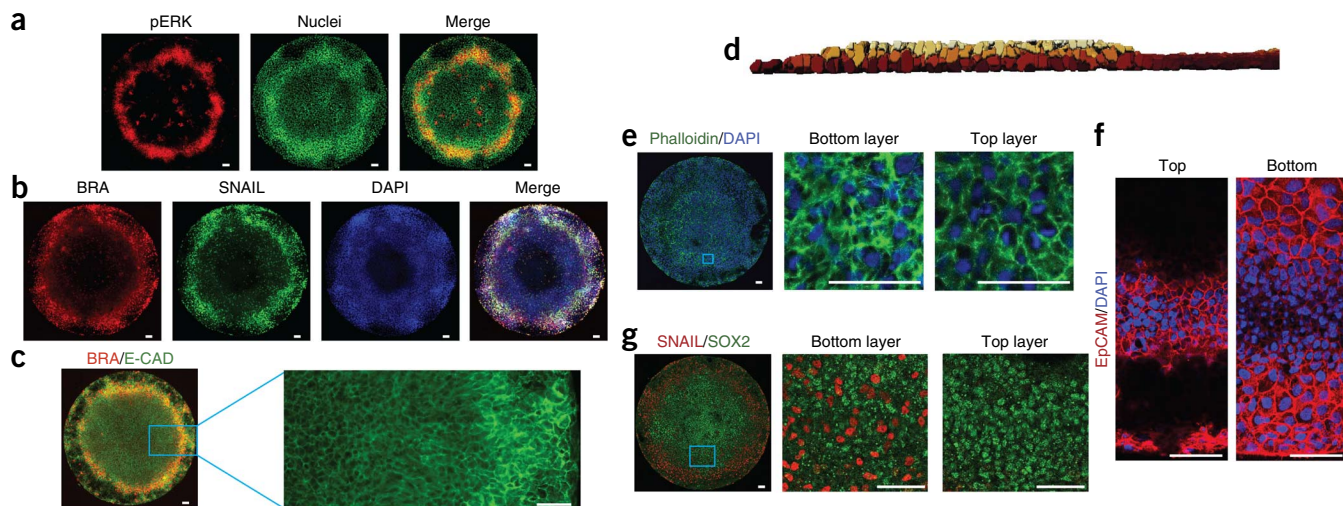 a
pERK
Nuclei
Merge
b
BRA
SNAIL
DAPI
Merge
c
BRA/E-CAD
d
e
Phalloidin/DAPI
Bottom layer
Top layer
f
Top
Bottom
EpCAM/DAPI
g
SNAIL/SOX2
Bottom layer
Top layer